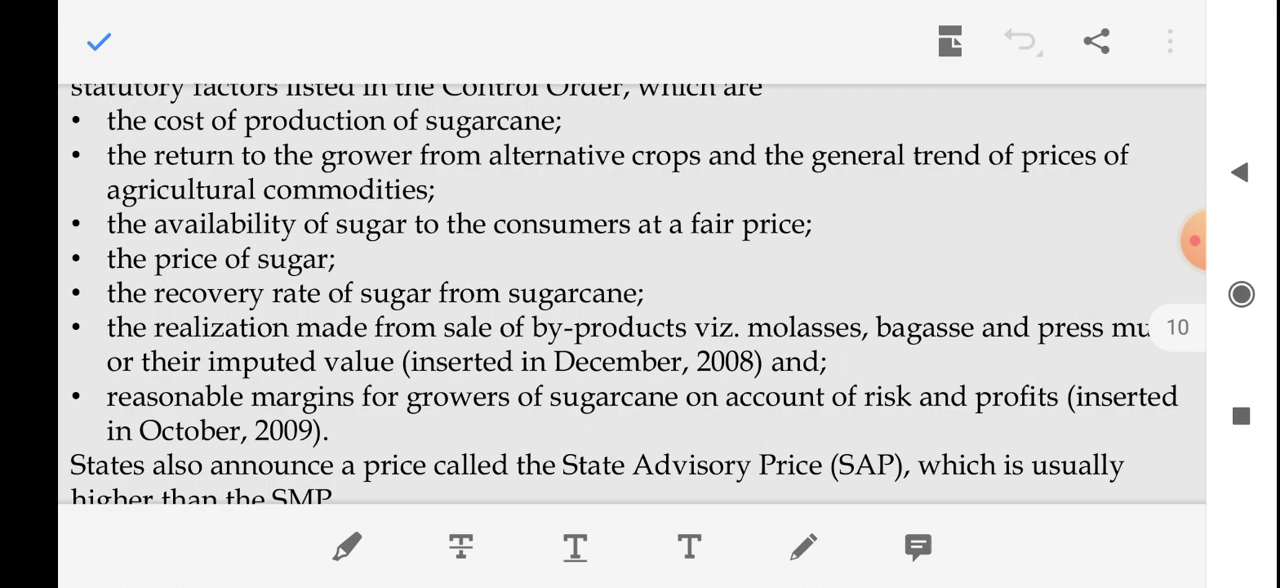 statutory factors listed in the Control Order, which are
• the cost of production of sugarcane;
• the return to the grower from alternative crops and the general trend of prices of
agricultural commodities;
• the availability of sugar to the consumers at a fair price;
• the price of sugar;
• the recovery rate of sugar from sugarcane;
• the realization made from sale of by-products viz. molasses, bagasse and press mu
10
or their imputed value (inserted in December, 2008) and;
• reasonable margins for growers of sugarcane on account of risk and profits (inserted
in October, 2009).
States also announce a price called the State Advisory Price (SAP), which is usually
higher than the SMP
T
T
T